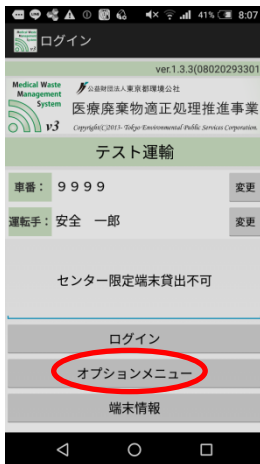 41% 8:07
ログイン
ver.1.3.3(08020293301
Medical Waste
Management
System
v3
公益財団法人東京都環境公社
医療廃棄物適正処理推進事業
Copyright(C)2013- Tokyo Environmental Public Services Corporation.
テスト運輸
車番： ９９９９ 変更
運転手： 安全　一郎 変更
センター限定端末貸出不可
ログイン
オプションメニュー
端末情報